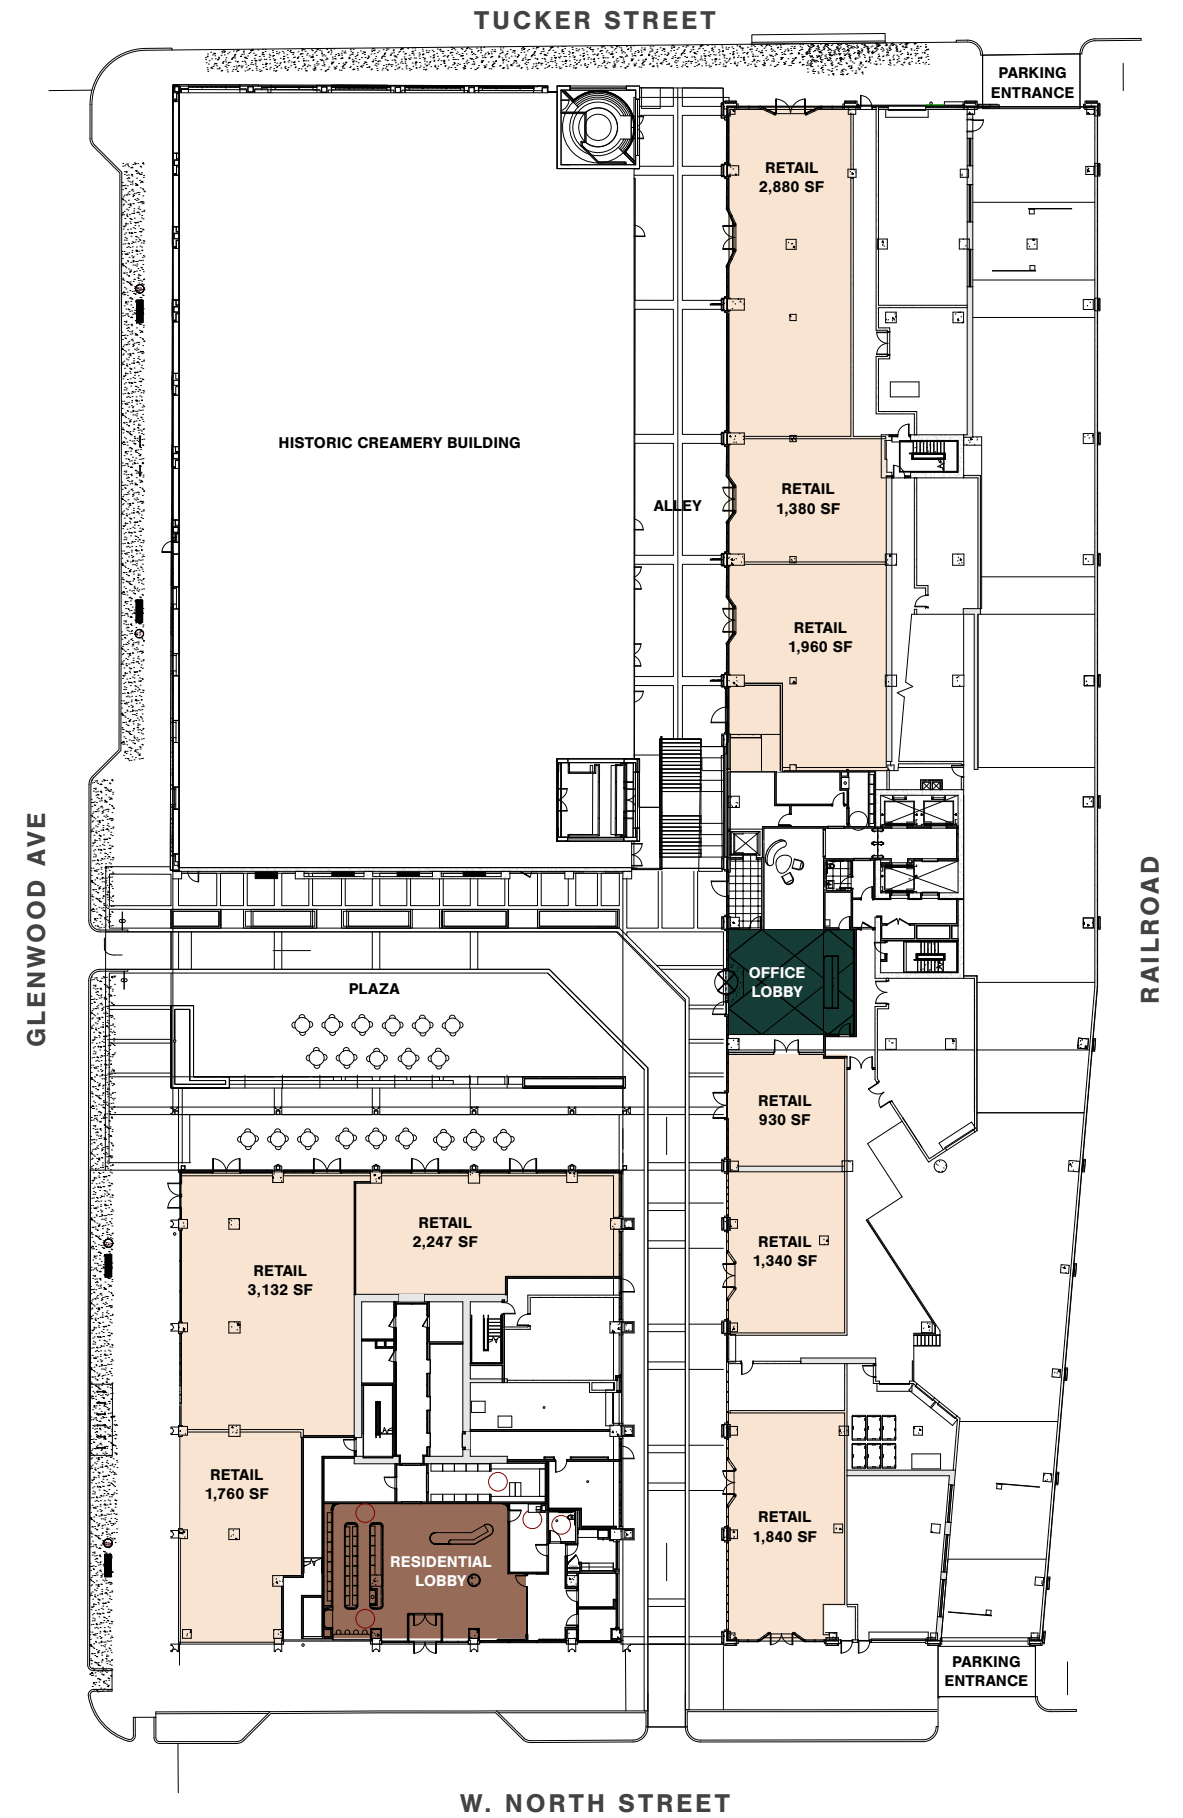 TUCKER STREET
PARKING
ENTRANCE
RETAIL
2,880 SF
HISTORIC CREAMERY BUILDING
RETAIL
1,380 SF
ALLEY
RETAIL
1,960 SF
GLENWOOD AVE
RAILROAD
OFFICE
LOBBY
PLAZA
RETAIL
930 SF
RETAIL
2,247 SF
RETAIL
1,340 SF
RETAIL
3,132 SF
RETAIL
1,760 SF
RETAIL
1,840 SF
RESIDENTIAL
LOBBY
PARKING
ENTRANCE
W. NORTH STREET